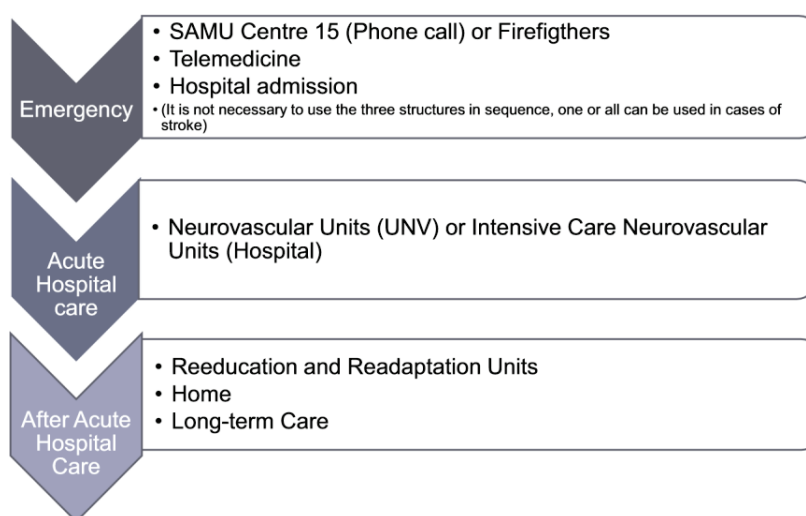 Emergency
• SAMU Centre 15 (Phone call) or Firefigthers
• Telemedicine
• Hospital admission
• (It is not necessary to use the three structures in sequence, one or all can be used in cases of
stroke)
Acute
Hospital
care
• Neurovascular Units (UNV) or Intensive Care Neurovascular
Units (Hospital)
After Acute
Hospital
Care
• Reeducation and Readaptation Units
• Home
• Long-term Care